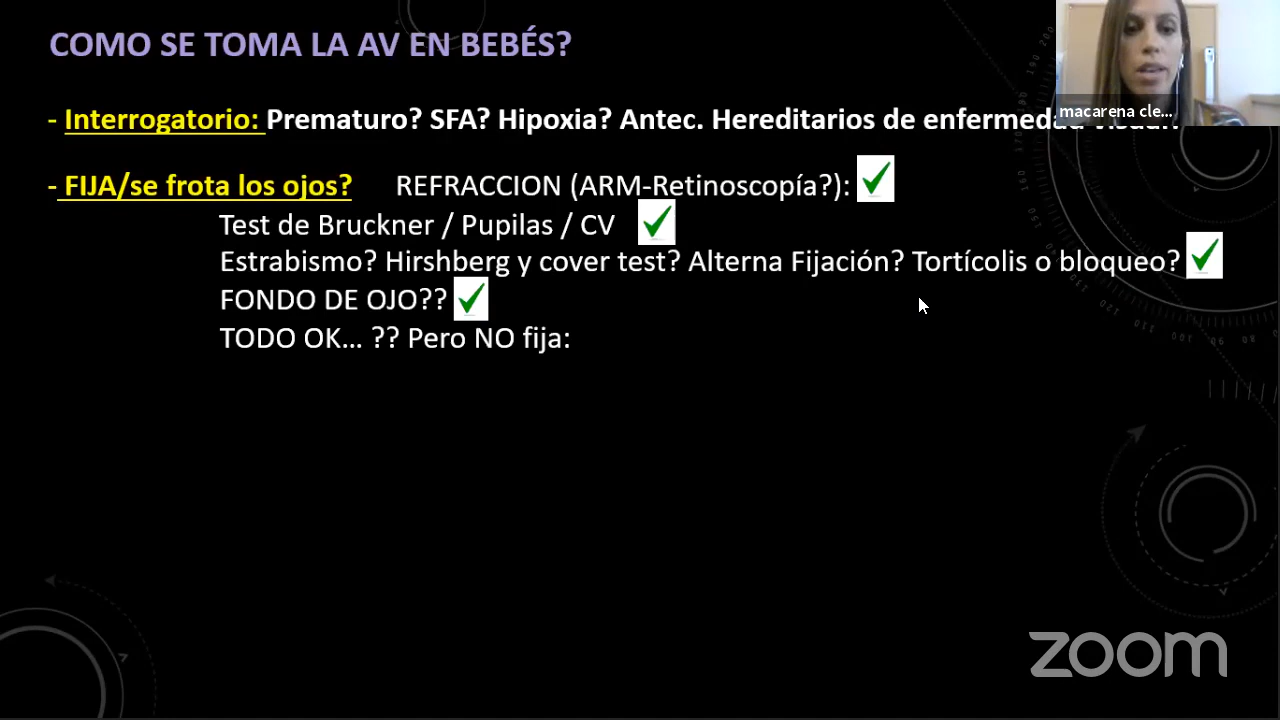 COMO SE TOMA LA AV EN BEBÉS?
macarena cle...
- Interrogatorio: Prematuro? SFA? Hipoxia? Antec. Hereditarios de
- FIJA/se frota los ojos? REFRACCION (ARM-Retinoscopía?):
Test de Bruckner / Pupilas / CV
Estrabismo? Hirshberg y cover test? Alterna Fijación? Tortícolis o bloqueo?
FONDO DE OJO??
TODO OK... ?? Pero NO fija:
zoom